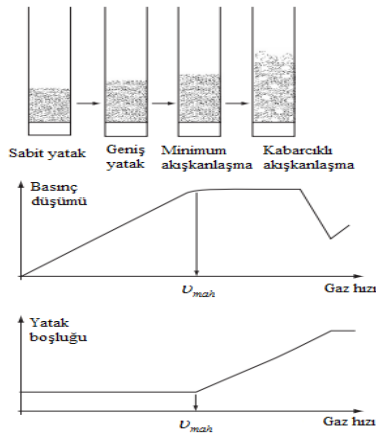 Sabit yatak
Geniş
yatak
Minimum
akışkanlaşma
Kabarcıklı
akışkanlaşma
Basınç
düşümü
υmah
Gaz hızı
Yatak
boşluğu
υmah
Gaz hızı